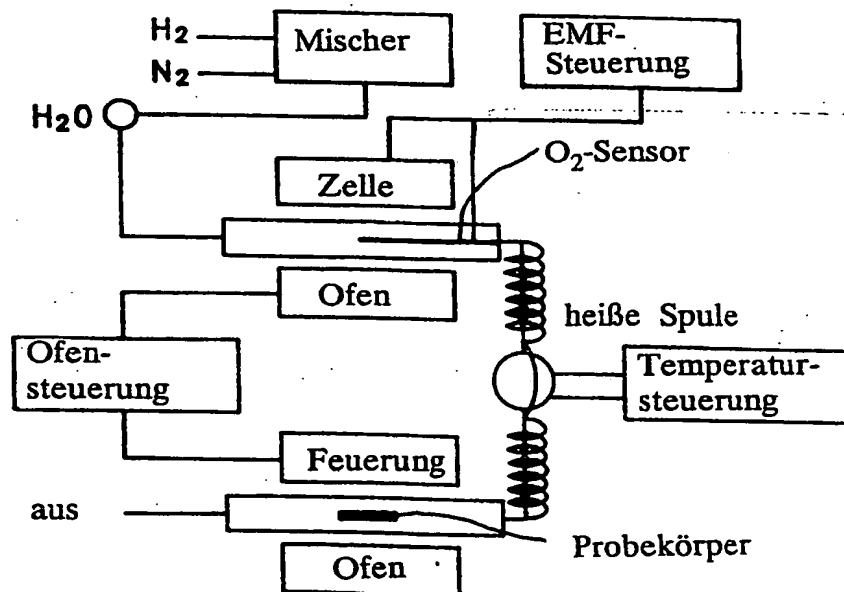 H2
N2
Mischer
EMF-
Steuerung
H2O
O2-Sensor
Zelle
Ofen
heiße Spule
Ofen-
steuerung
Temperatur-
steuerung
Feuerung
aus
Probekörper
Ofen